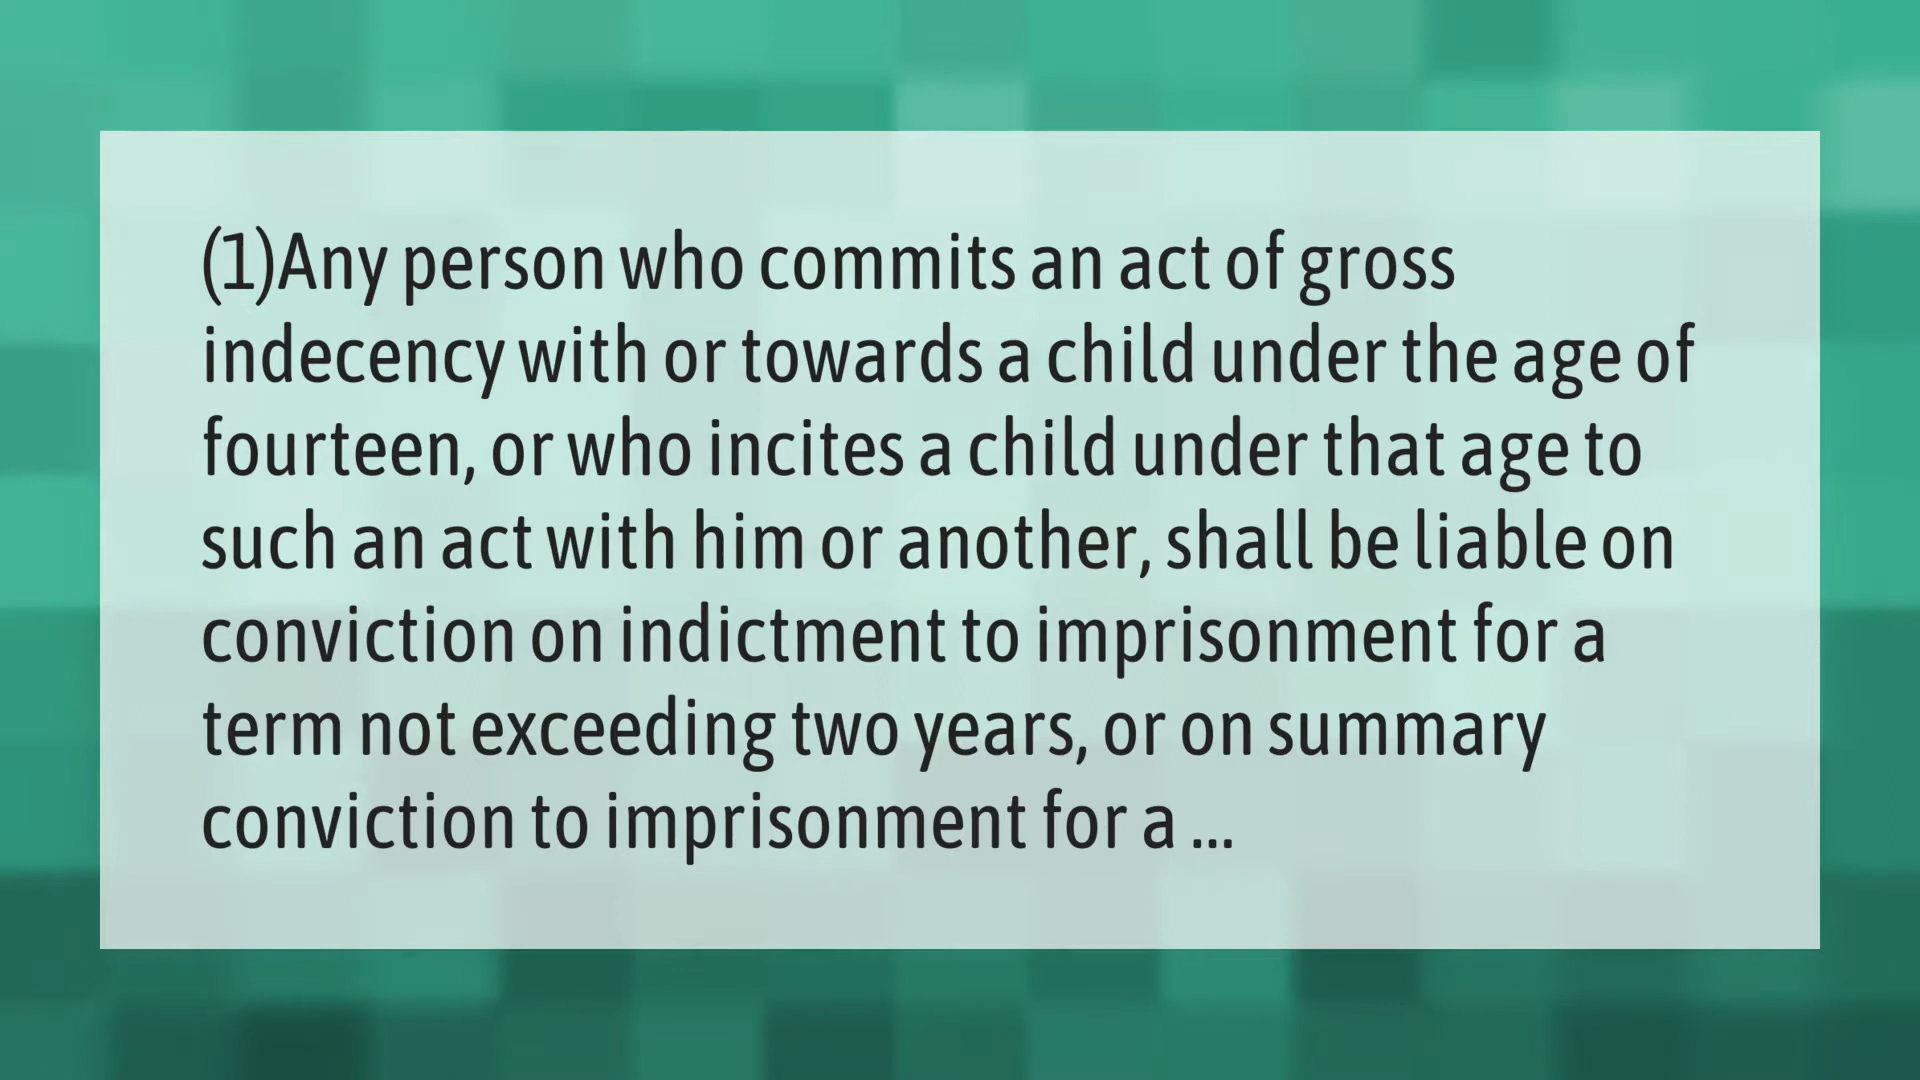 (1)Any person who commits an act of gross
indecency with or towards a child under the age of
fourteen, or who incites a child under that age to
such an act with him or another, shall be liable on
conviction on indictment to imprisonment for a
term not exceeding two years, or on summary
conviction to imprisonment for a ...